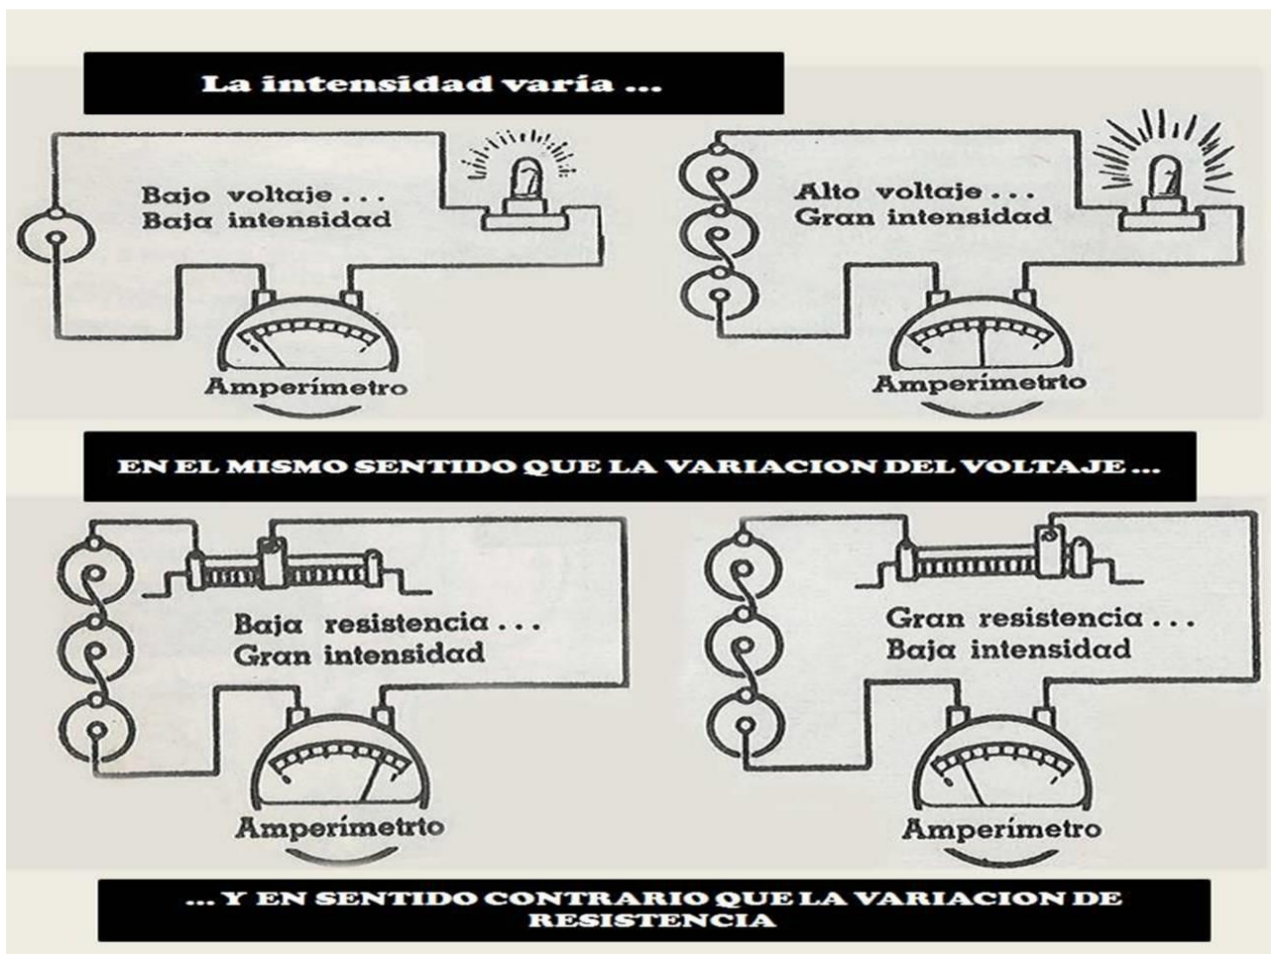 La intensidad varía ...
Bajo voltaje...
Baja intensidad
Alto voltaje...
Gran intensidad
Amperímetro
Amperímetrto
EN EL MISMO SENTIDO QUE LA VARIACION DEL VOLTAJE...
Baja resistencia...
Gran intensidad
Gran resistencia...
Baja intensidad
Amperímetrto
Amperímetro
... Y EN SENTIDO CONTRARIO QUE LA VARIACION DE
RESISTENCIA